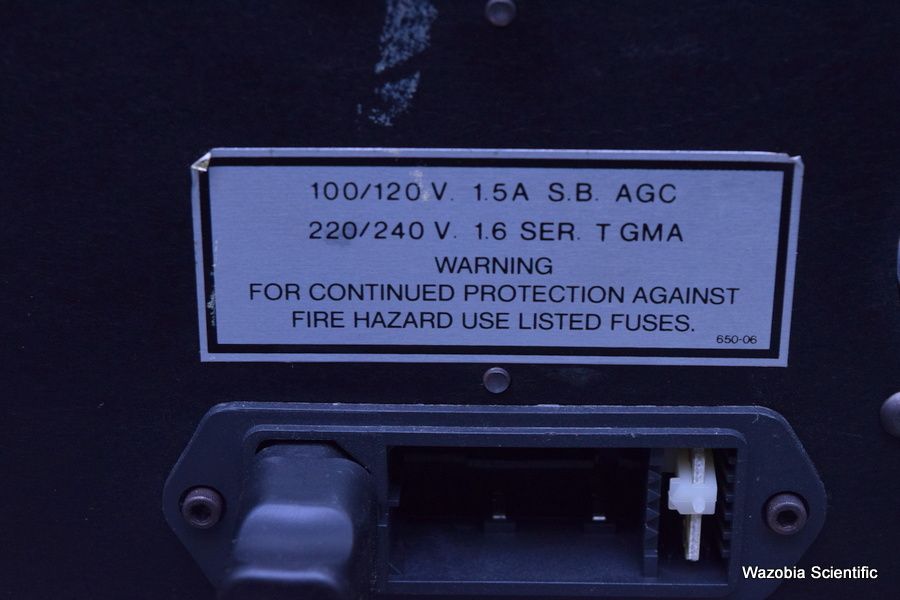 100/120 V. 1.5A S.B. AGC
220/240 V. 1.6 SER. T GMA
WARNING
FOR CONTINUED PROTECTION AGAINST
FIRE HAZARD USE LISTED FUSES.
650-06
Wazobia Scientific